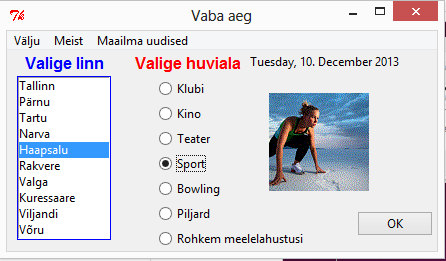 Vaba aeg
Välju Meist Maailma uudised
Valige linn
Valige huviala
Tuesday, 10. December 2013
Tallinn
Pärnu
Tartu
Narva
Haapsalu
Rakvere
Valga
Kuressaare
Viljandi
Võru
Klubi
Kino
Teater
Sport
Bowling
Piljard
Rohkem meelelahustusi
OK